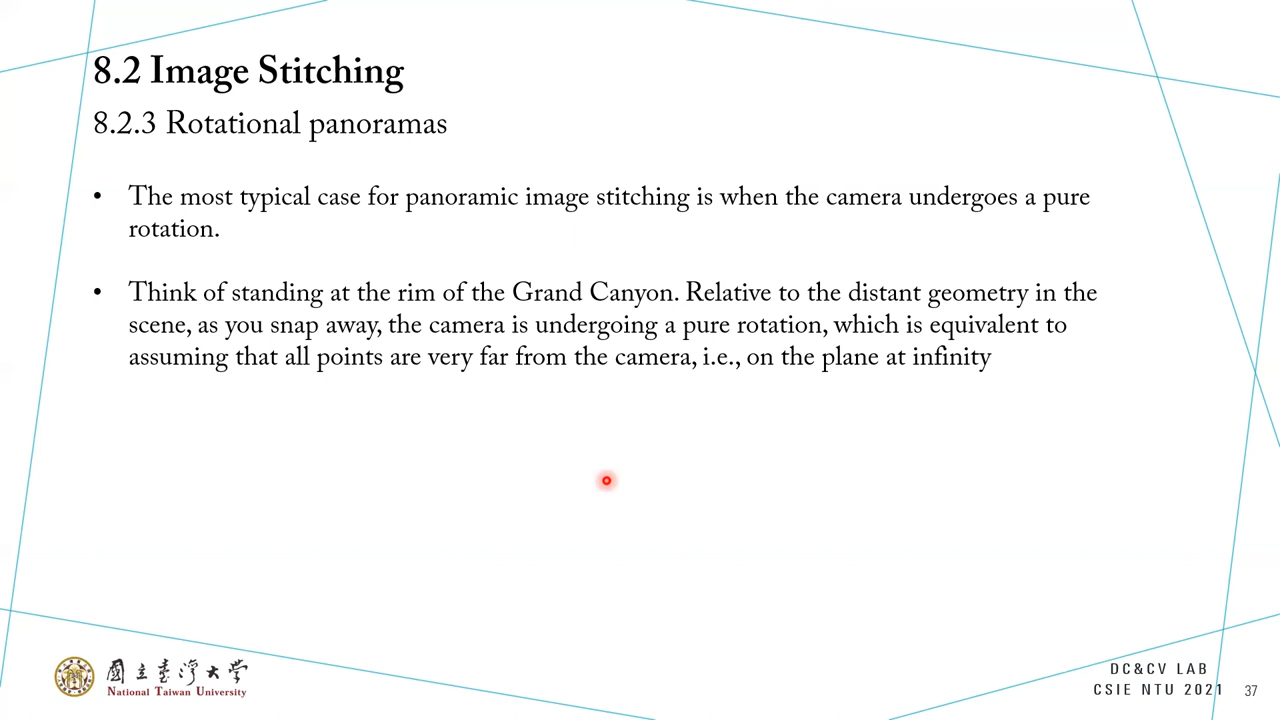 8.2 Image Stitching
8.2.3 Rotational panoramas
• The most typical case for panoramic image stitching is when the camera undergoes a pure
rotation.
• Think of standing at the rim of the Grand Canyon. Relative to the distant geometry in the
scene, as you snap away, the camera is undergoing a pure rotation, which is equivalent to
assuming that all points are very far from the camera, i.e., on the plane at infinity
國立臺灣大學
National Taiwan University
DC&CV LAB
CSIE NTU 2021
37